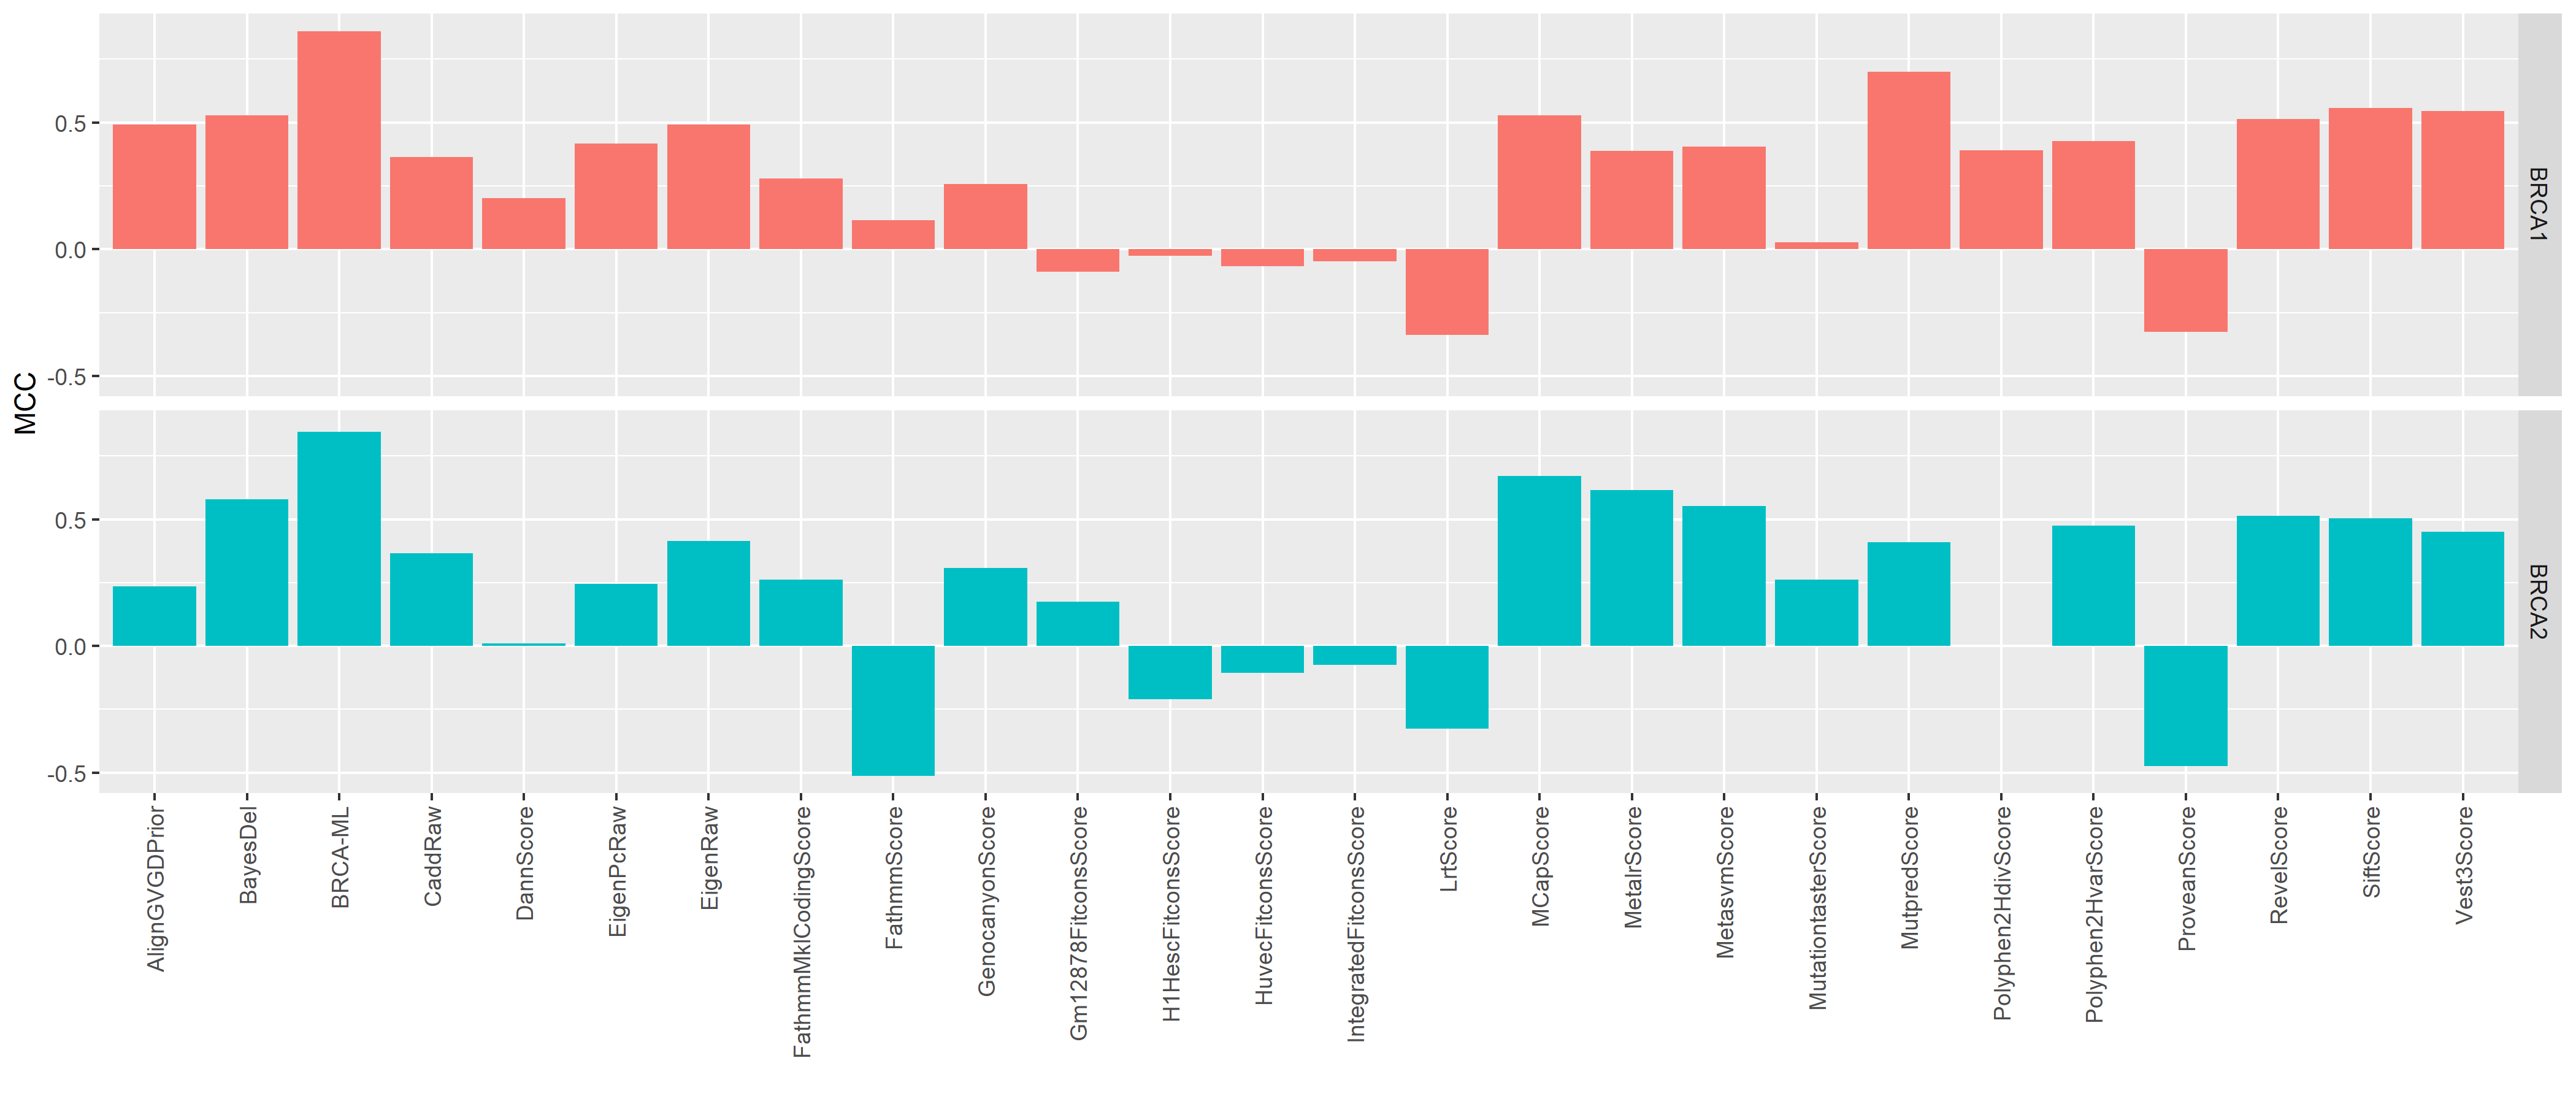 MCC
0.5
0.0
-0.5
BRCA1
0.5
0.0
-0.5
BRCA2
AlignGVGDPrior
BayesDel
BRCA-ML
CaddRaw
DannScore
EigenPcRaw
EigenRaw
FathmmMklCodingScore
FathmmScore
GenocanyonScore
Gm12878FitconsScore
H1HescFitconsScore
HuvecFitconsScore
IntegratedFitconsScore
LrtScore
MCapScore
MetalrScore
MetasvmScore
MutationtasterScore
MutpredScore
Polyphen2HdivScore
Polyphen2HvarScore
ProveanScore
RevelScore
SiftScore
Vest3Score